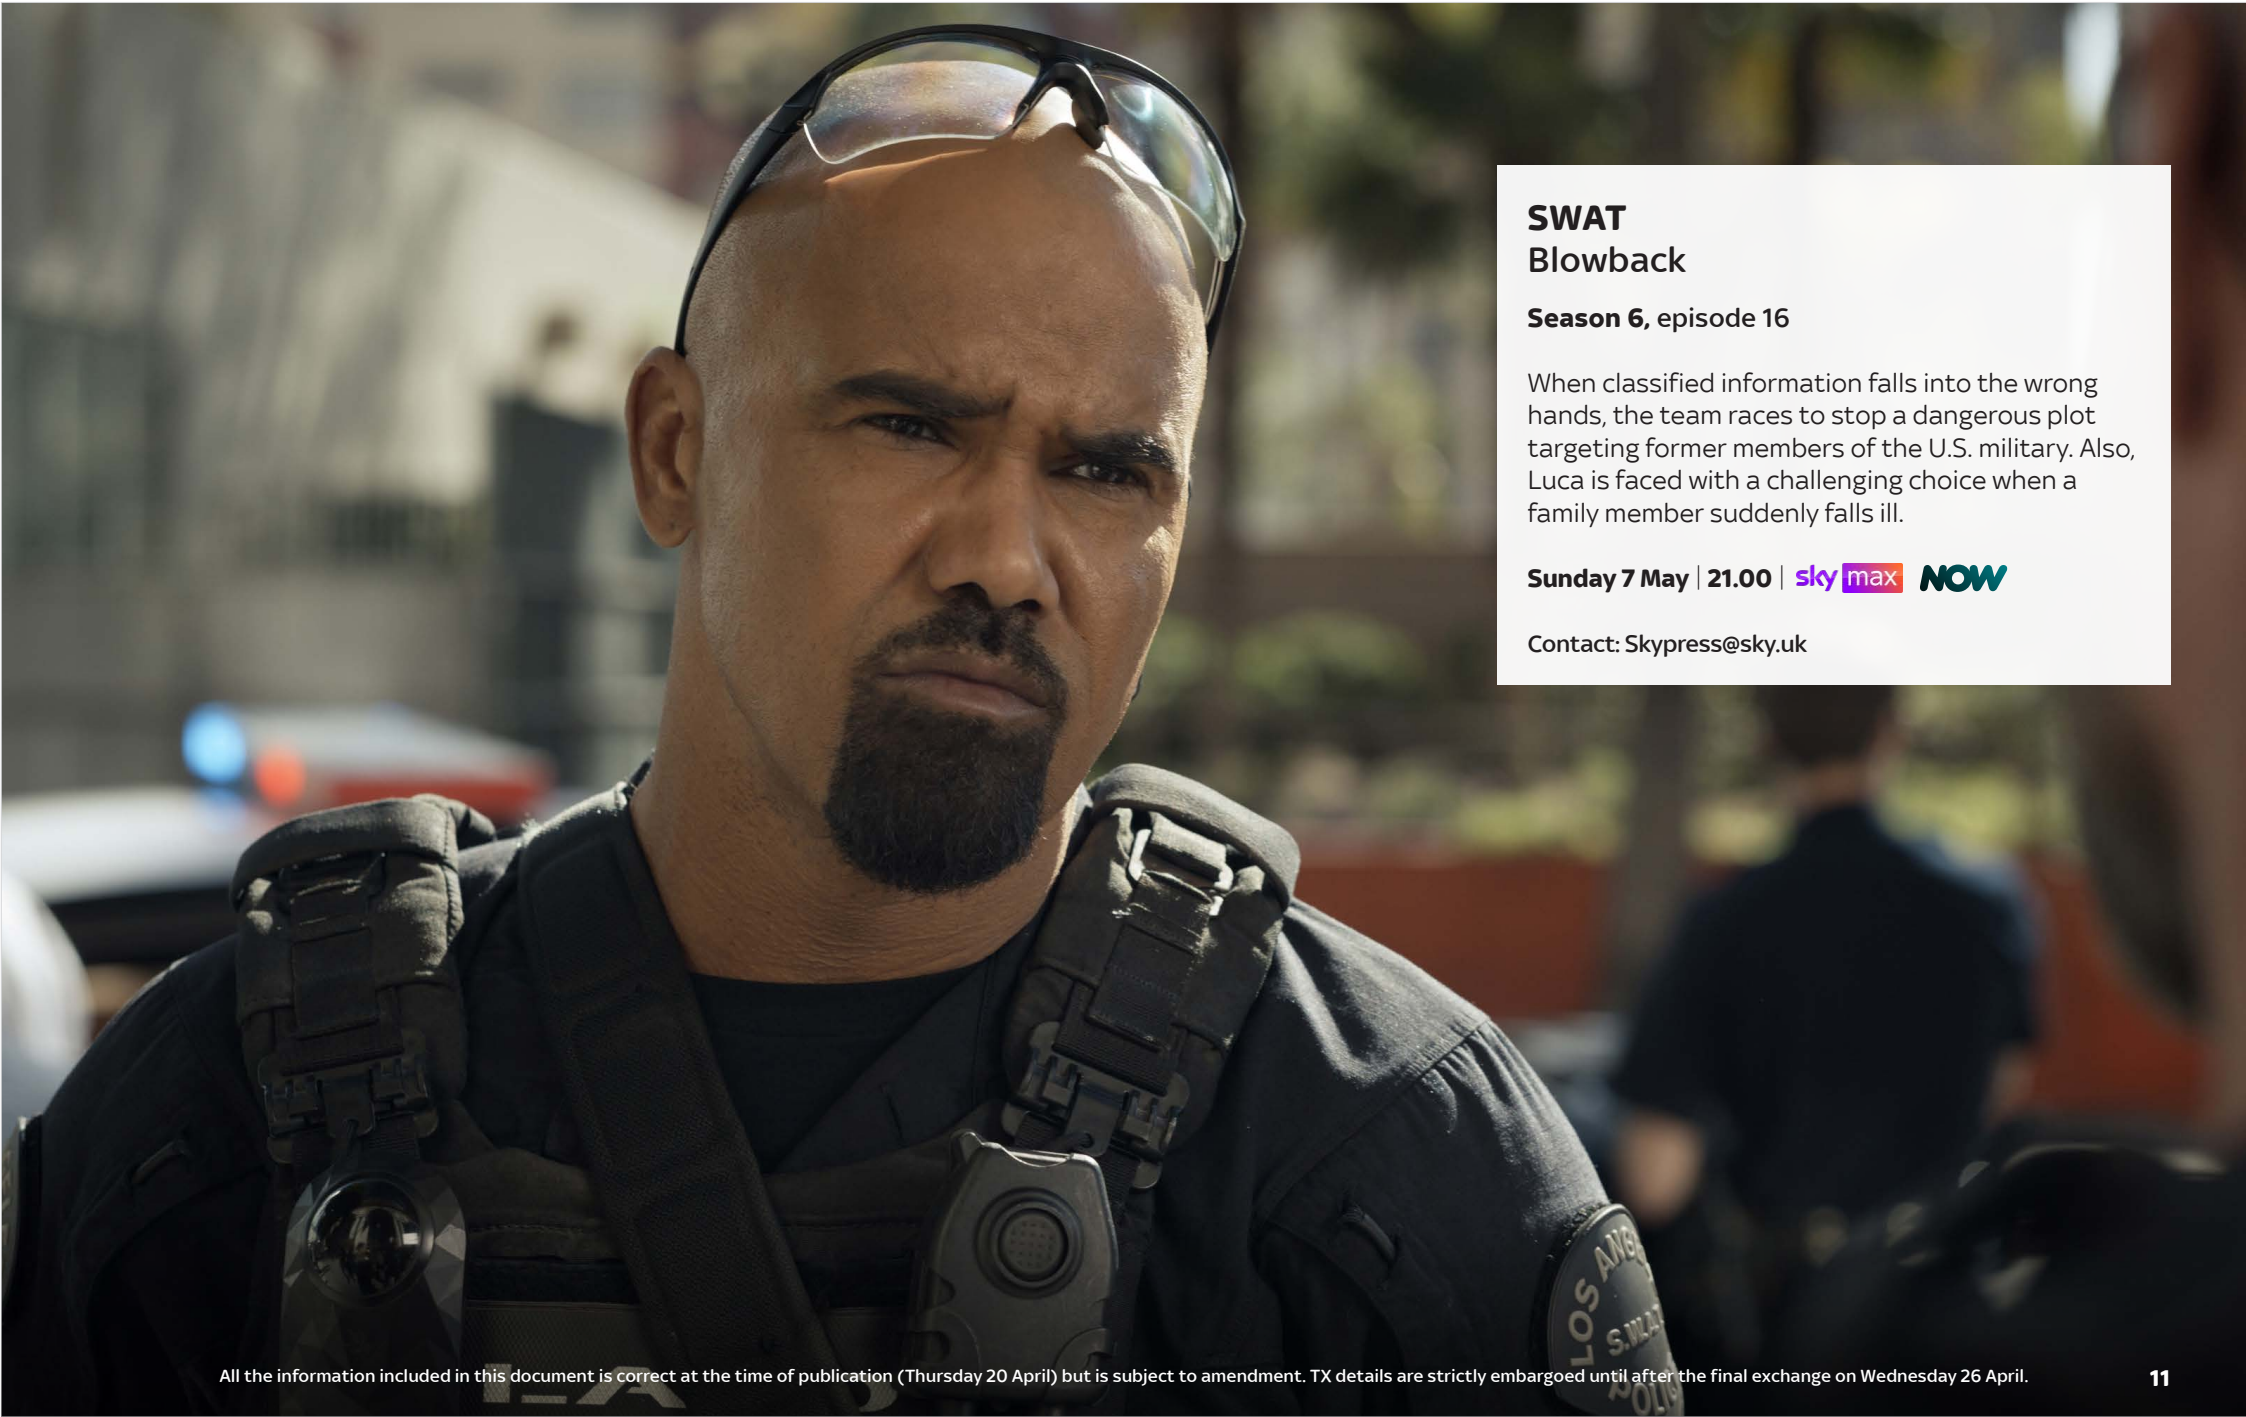 SWAT
Blowback
Season 6, episode 16
When classified information falls into the wrong
hands, the team races to stop a dangerous plot
targeting former members of the U.S. military. Also,
Luca is faced with a challenging choice when a
family member suddenly falls ill.
Sunday 7 May | 21.00 | sky max NOW
Contact: Skypress@sky.uk
LOS ANG
S.W.A.T
POLI
All the information included in this document is correct at the time of publication (Thursday 20 April) but is subject to amendment. TX details are strictly embargoed until after the final exchange on Wednesday 26 April.
11